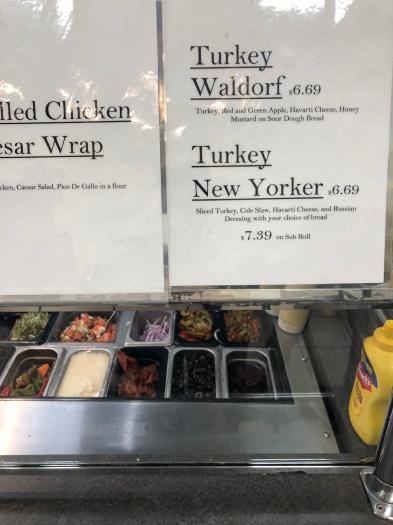 lled Chicken
esar Wrap
cken, Caesar Salad, Pico De Gallo in a flour
Turkey
Waldorf $6.69
Turkey, Red and Green Apple, Havarti Cheese, Honey
Mustard on Sour Dough Bread
Turkey
New Yorker $6.69
Sliced Turkey, Cole Slaw, Havarti Cheese, and Russian
Dressing with your choice of bread
$7.39 on Sub Roll